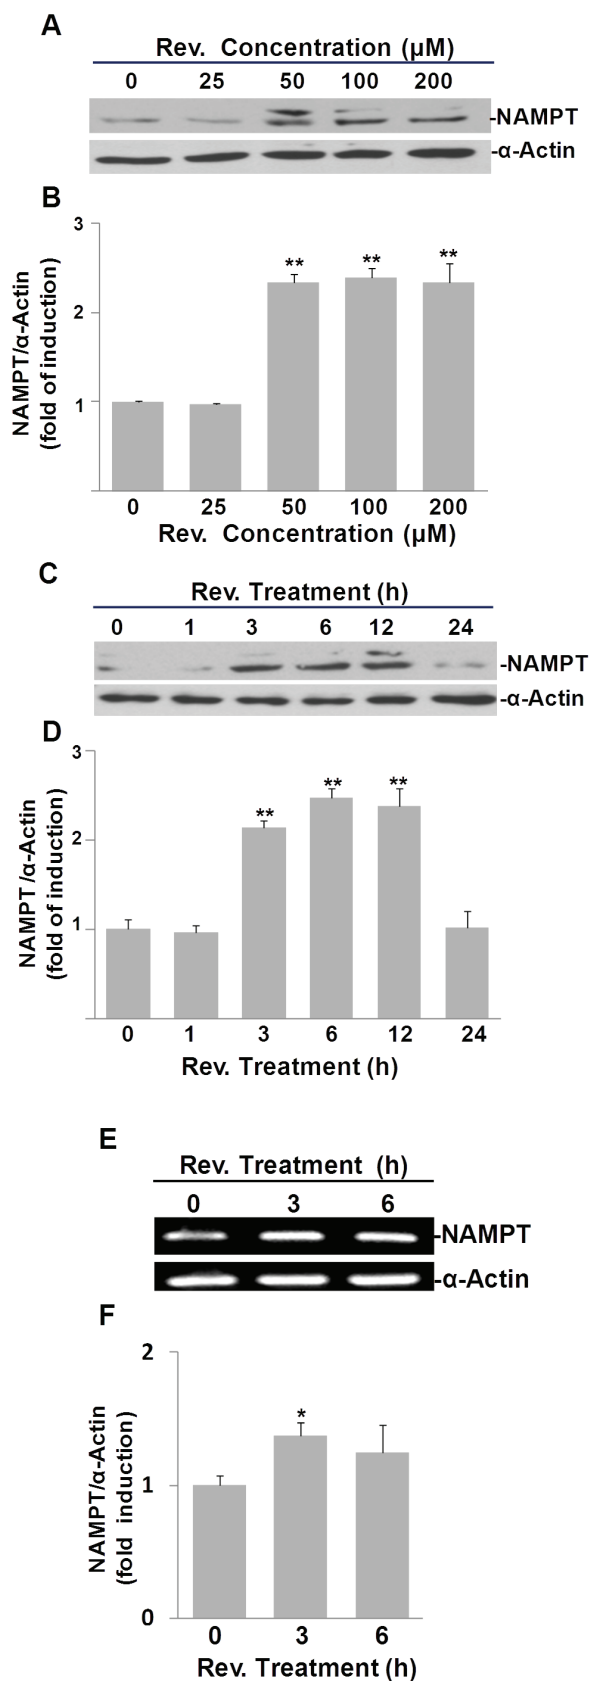 A
Rev. Concentration (µM)
0 25 50 100 200
-NAMPT
-α-Actin
B
NAMPT/α-Actin
(fold of induction)
3
2
1
** ** **
0 25 50 100 200
Rev. Concentration (µM)
C
Rev. Treatment (h)
0 1 3 6 12 24
-NAMPT
-α-Actin
D
NAMPT /α-Actin
(fold of induction)
3
2
1
** ** **
0 1 3 6 12 24
Rev. Treatment (h)
E
Rev. Treatment (h)
0 3 6
-NAMPT
-α-Actin
F
NAMPT/α-Actin
(fold induction)
2
1
0
*
0 3 6
Rev. Treatment (h)